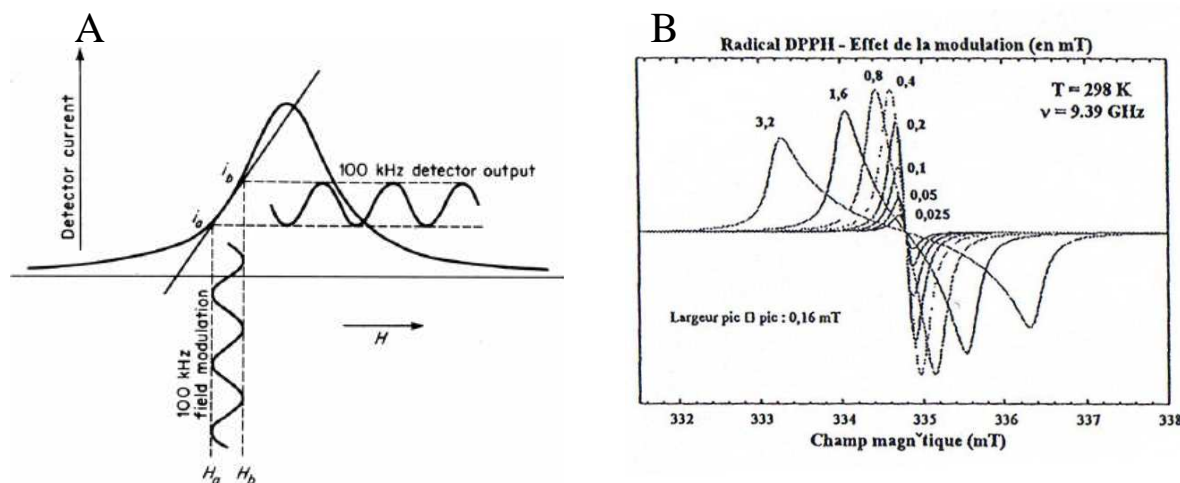 A
Detector current
i_b
i_a
100 kHz detector output
100 kHz
field modulation
H
H_a
H_b
B
Radical DPPH - Effet de la modulation (en mT)
T = 298 K
ν = 9.39 GHz
3,2
1,6
0,8
0,4
0,2
0,1
0,05
0,025
Largeur pic □ pic : 0,16 mT
332
333
334
335
336
337
338
Champ magnˇtique (mT)